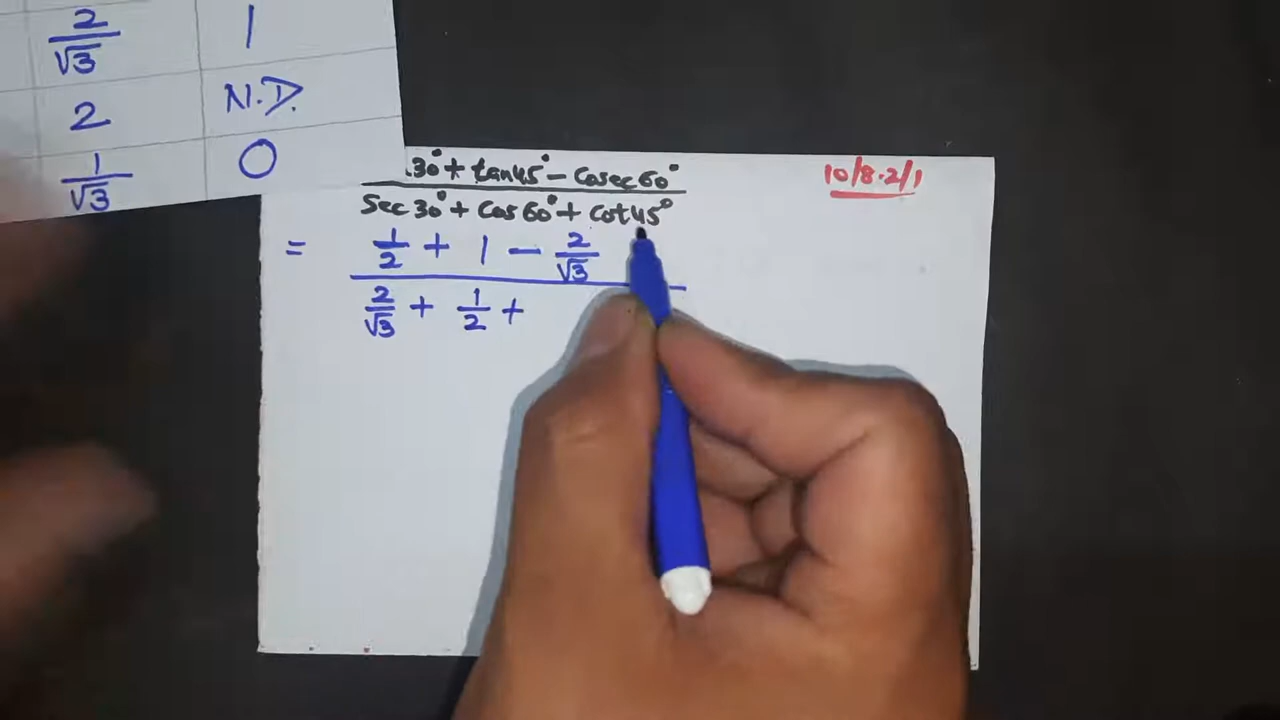 2/√3 1
2 N.D.
1/√3 0
30° + tan45° - Cosec60°
Sec30° + Cos60° + Cot45°
10/8.2/1
= 1/2 + 1 - 2/√3
2/√3 + 1/2 +